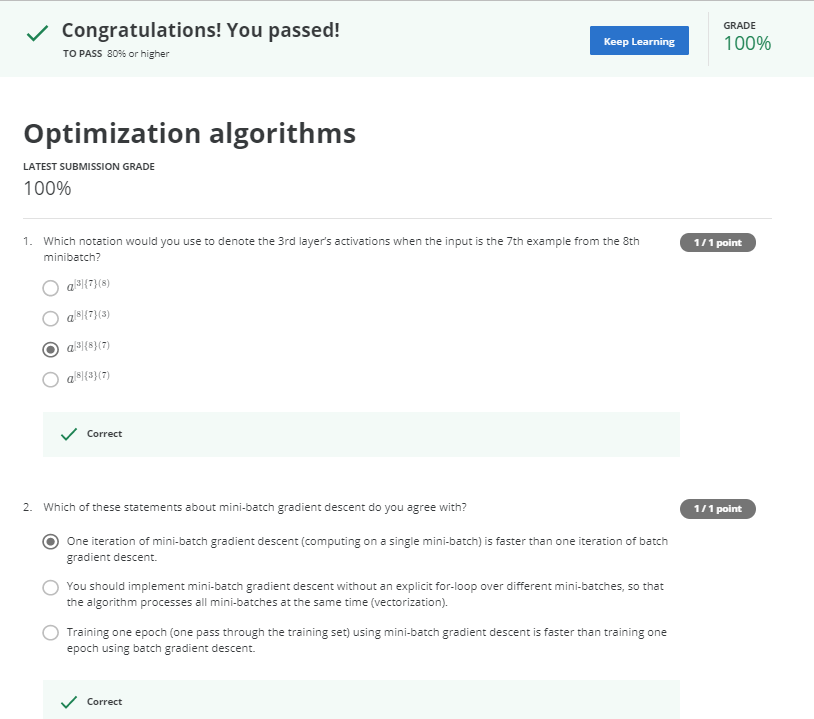 Congratulations! You passed!
TO PASS 80% or higher
Keep Learning
GRADE
100%
Optimization algorithms
LATEST SUBMISSION GRADE
100%
1. Which notation would you use to denote the 3rd layer's activations when the input is the 7th example from the 8th
minibatch?
1 / 1 point
a[3]{7}(8)
a[8]{7}(3)
a[3]{8}(7)
a[8]{3}(7)
Correct
2. Which of these statements about mini-batch gradient descent do you agree with?
1 / 1 point
One iteration of mini-batch gradient descent (computing on a single mini-batch) is faster than one iteration of batch
gradient descent.
You should implement mini-batch gradient descent without an explicit for-loop over different mini-batches, so that
the algorithm processes all mini-batches at the same time (vectorization).
Training one epoch (one pass through the training set) using mini-batch gradient descent is faster than training one
epoch using batch gradient descent.
Correct